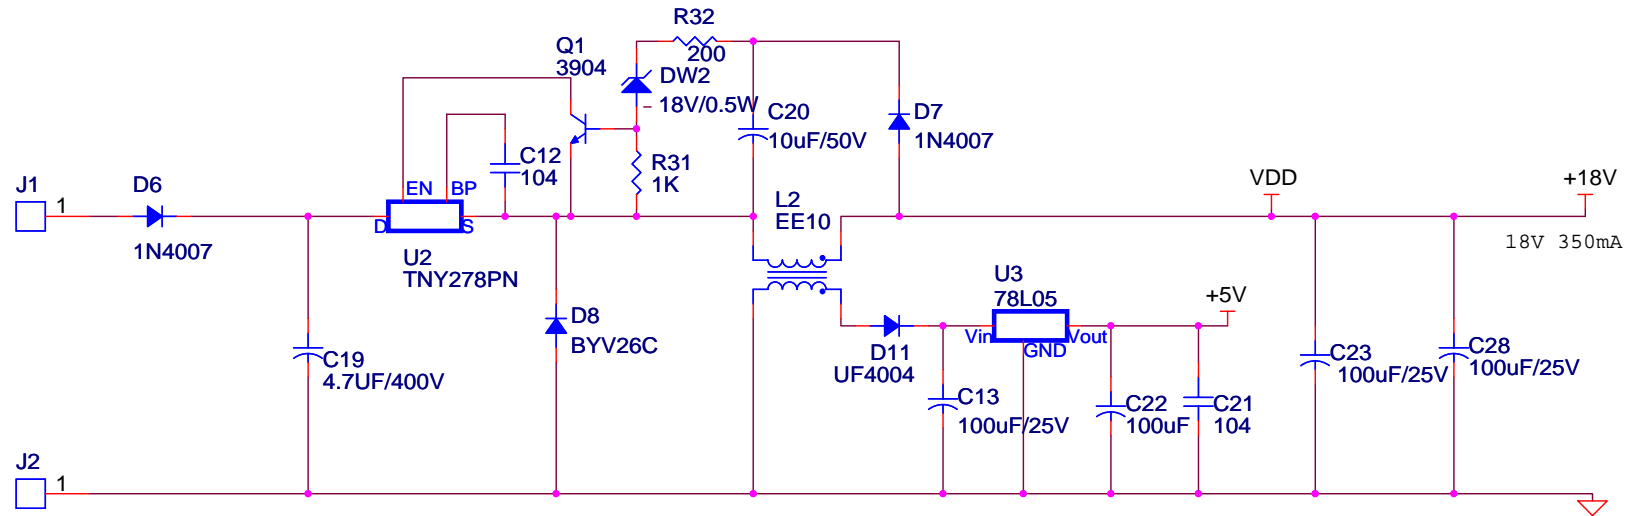 R32
200
Q1
3904
DW2
18V/0.5W
C20
10uF/50V
D7
1N4007
C12
104
R31
1K
J1
1
D6
1N4007
EN
BP
D
S
U2
TNY278PN
L2
EE10
VDD
+18V
18V 350mA
U3
78L05
+5V
Vin
Vout
GND
D8
BYV26C
D11
UF4004
C19
4.7UF/400V
C13
100uF/25V
C22
100uF
C21
104
C23
100uF/25V
C28
100uF/25V
J2
1